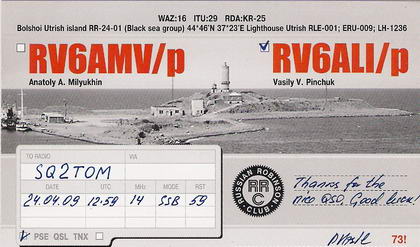 WAZ:16 ITU:29 RDA:KR-25
Bolshoi Utrish island RR-24-01 (Black sea group) 44°46'N 37°23'E Lighthouse Utrish RLE-001; ERU-009; LH-1236
RV6AMV/p RV6ALI/p
Anatoly A. Milyukhin Vasily V. Pinchuk
TO RADIO VIA
SQ2TOM
DATE UTC MHz MODE RST
24.04.09 12:59 14 SSB 59
PSE QSL TNX
RUSSIAN ROBINSON CLUB
RRC
Thanks for the
nice QSO, Good luck!
73!